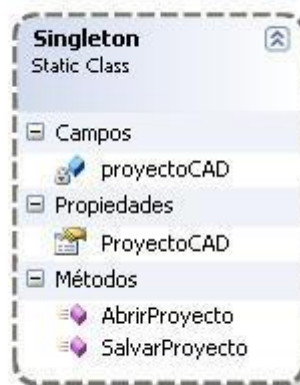 Singleton
Static Class
Campos
proyectoCAD
Propiedades
ProyectoCAD
Métodos
AbrirProyecto
SalvarProyecto